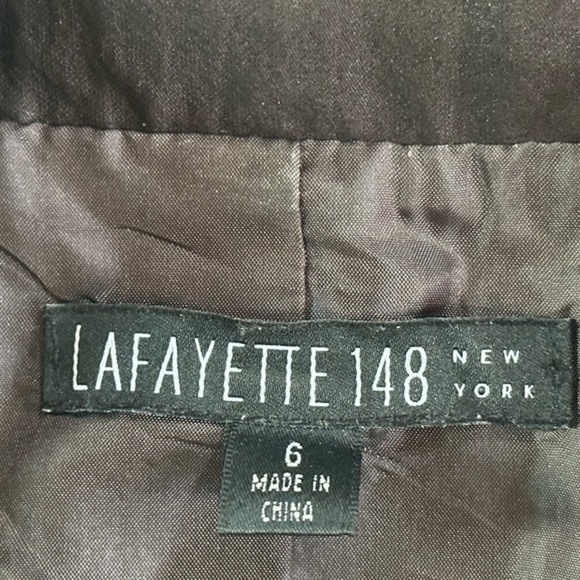 LAFAYETTE 148 NEW YORK
6
MADE IN
CHINA